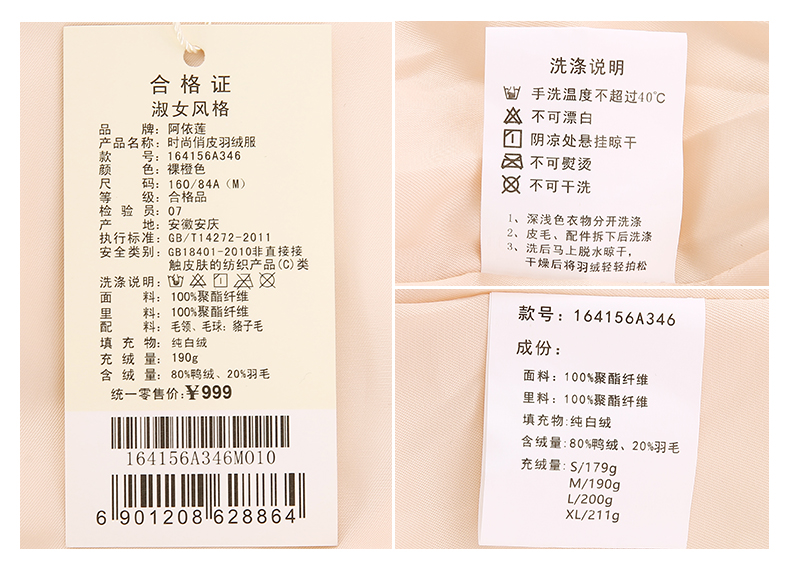 合格证
淑女风格
品牌：阿依莲
产品名称：时尚俏皮羽绒服
款号：164156A346
颜色：裸橙色
尺码：160/84A（M）
等级：合格品
检验员：07
产地：安徽安庆
执行标准：GB/T14272-2011
安全类别：GB18401-2010非直接接
触皮肤的纺织产品(C)类
洗涤说明：
面料：100%聚酯纤维
里料：100%聚酯纤维
配料：毛领、毛球：貉子毛
填充物：纯白绒
充绒量：190g
含绒量：80%鸭绒、20%羽毛
统一零售价：¥999
164156A346M010
6 901208 628864
洗涤说明
手洗温度不超过40℃
不可漂白
阴凉处悬挂晾干
不可熨烫
不可干洗
1、深浅色衣物分开洗涤
2、皮毛、配件拆下后洗涤
3、洗后马上脱水晾干，
干燥后将羽绒轻轻拍松
款号：164156A346
成份：
面料：100%聚酯纤维
里料：100%聚酯纤维
填充物:纯白绒
含绒量:80%鸭绒、20%羽毛
充绒量: S/179g
M/190g
L/200g
XL/211g